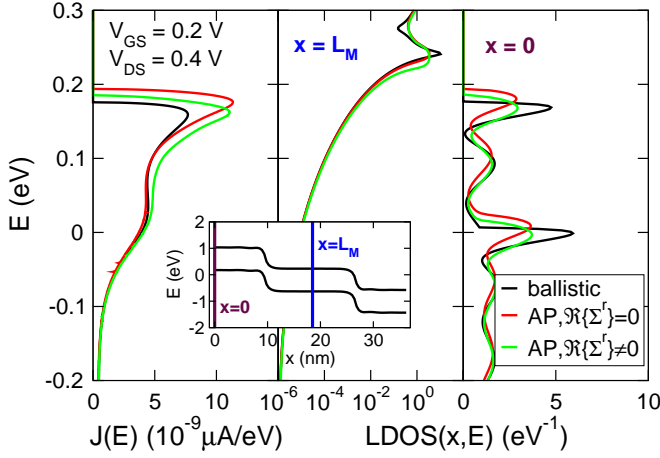 V_GS = 0.2 V
V_DS = 0.4 V
x = L_M
x = 0
0.3
0.2
0.1
0
-0.1
-0.2
E (eV)
2
1
0
-1
-2
E (eV)
x=L_M
x=0
0 10 20 30
x (nm)
ballistic
AP,ℜ{Σ^r}=0
AP,ℜ{Σ^r}≠0
0 5 10
10^-6 10^-4 10^-2 10^0
0 5 10
J(E) (10^-9 μA/eV)
LDOS(x,E) (eV^-1)